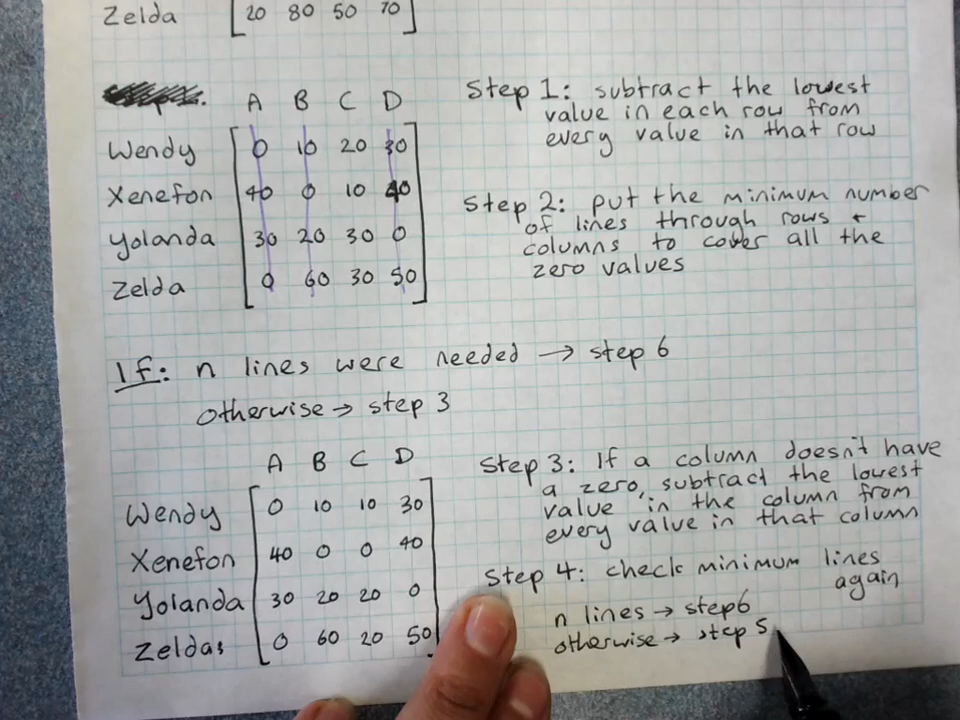 Zelda [20 80 50 70]
A B C D
Wendy [0 10 20 30]
Xenefon 40 0 10 40
Yolanda 30 20 30 0
Zelda 0 60 30 50
Step 1: subtract the lowest
value in each row from
every value in that row
Step 2: put the minimum number
of lines through rows +
columns to cover all the
zero values
If: n lines were needed → step 6
otherwise → step 3
A B C D
Wendy 0 10 10 30
Xenefon 40 0 0 40
Yolanda 30 20 20 0
Zeldas 0 60 20 50
Step 3: If a column doesn't have
a zero, subtract the lowest
value in the column from
every value in that column
Step 4: check minimum lines
again
n lines → step 6
otherwise → step 5